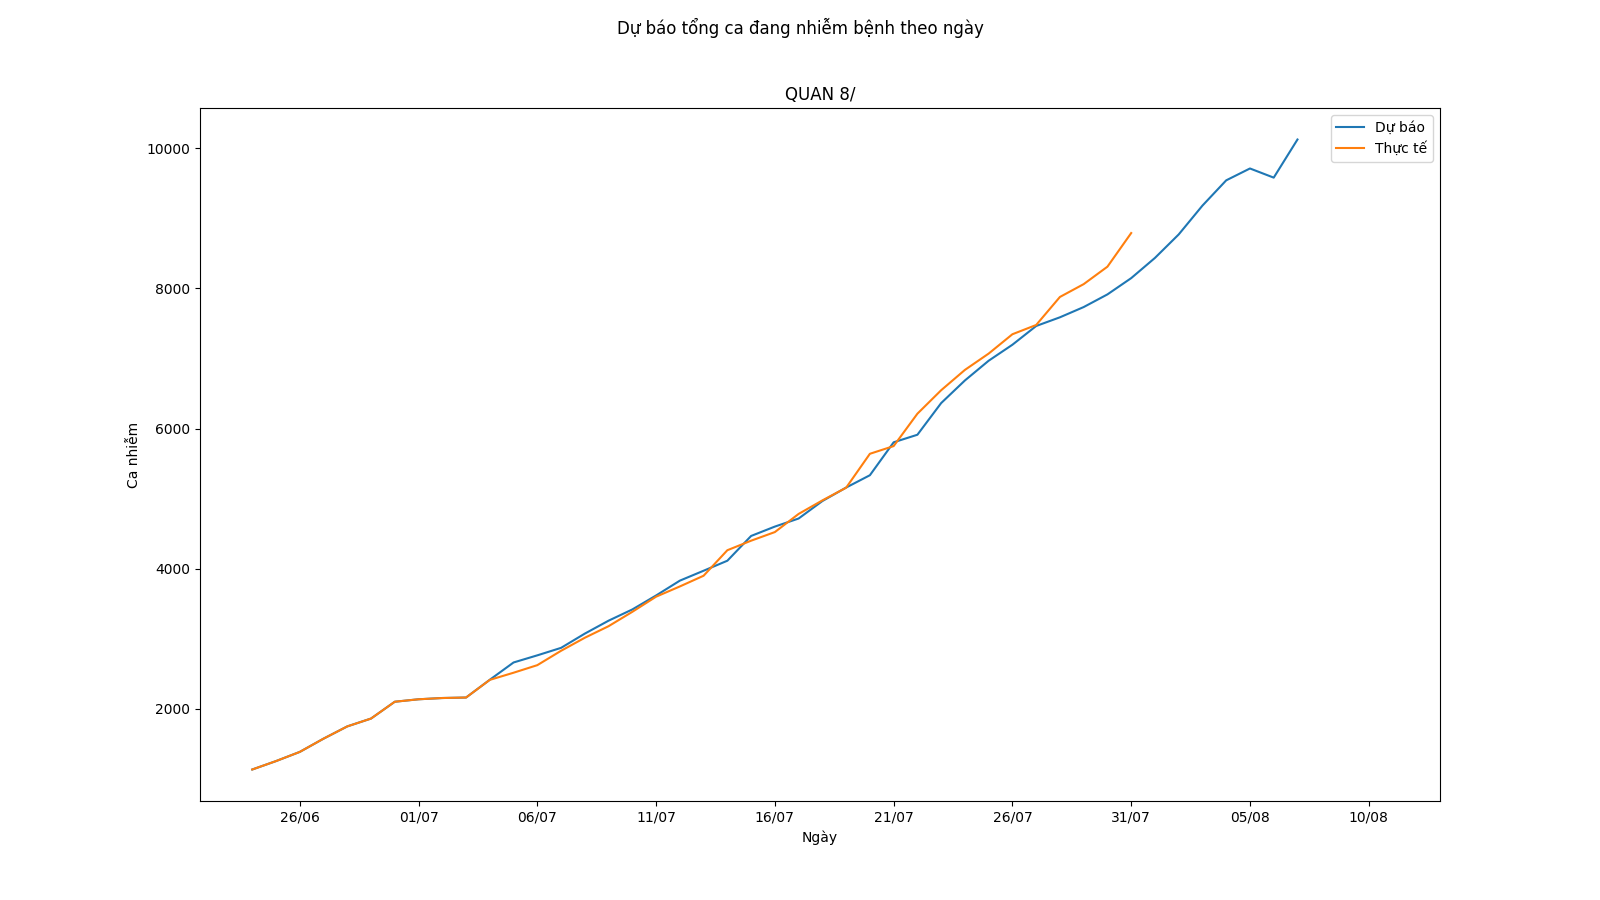 Dự báo tổng ca đang nhiễm bệnh theo ngày
QUAN 8/
Dự báo
Thực tế
10000
8000
6000
4000
2000
Ca nhiễm
26/06 01/07 06/07 11/07 16/07 21/07 26/07 31/07 05/08 10/08
Ngày